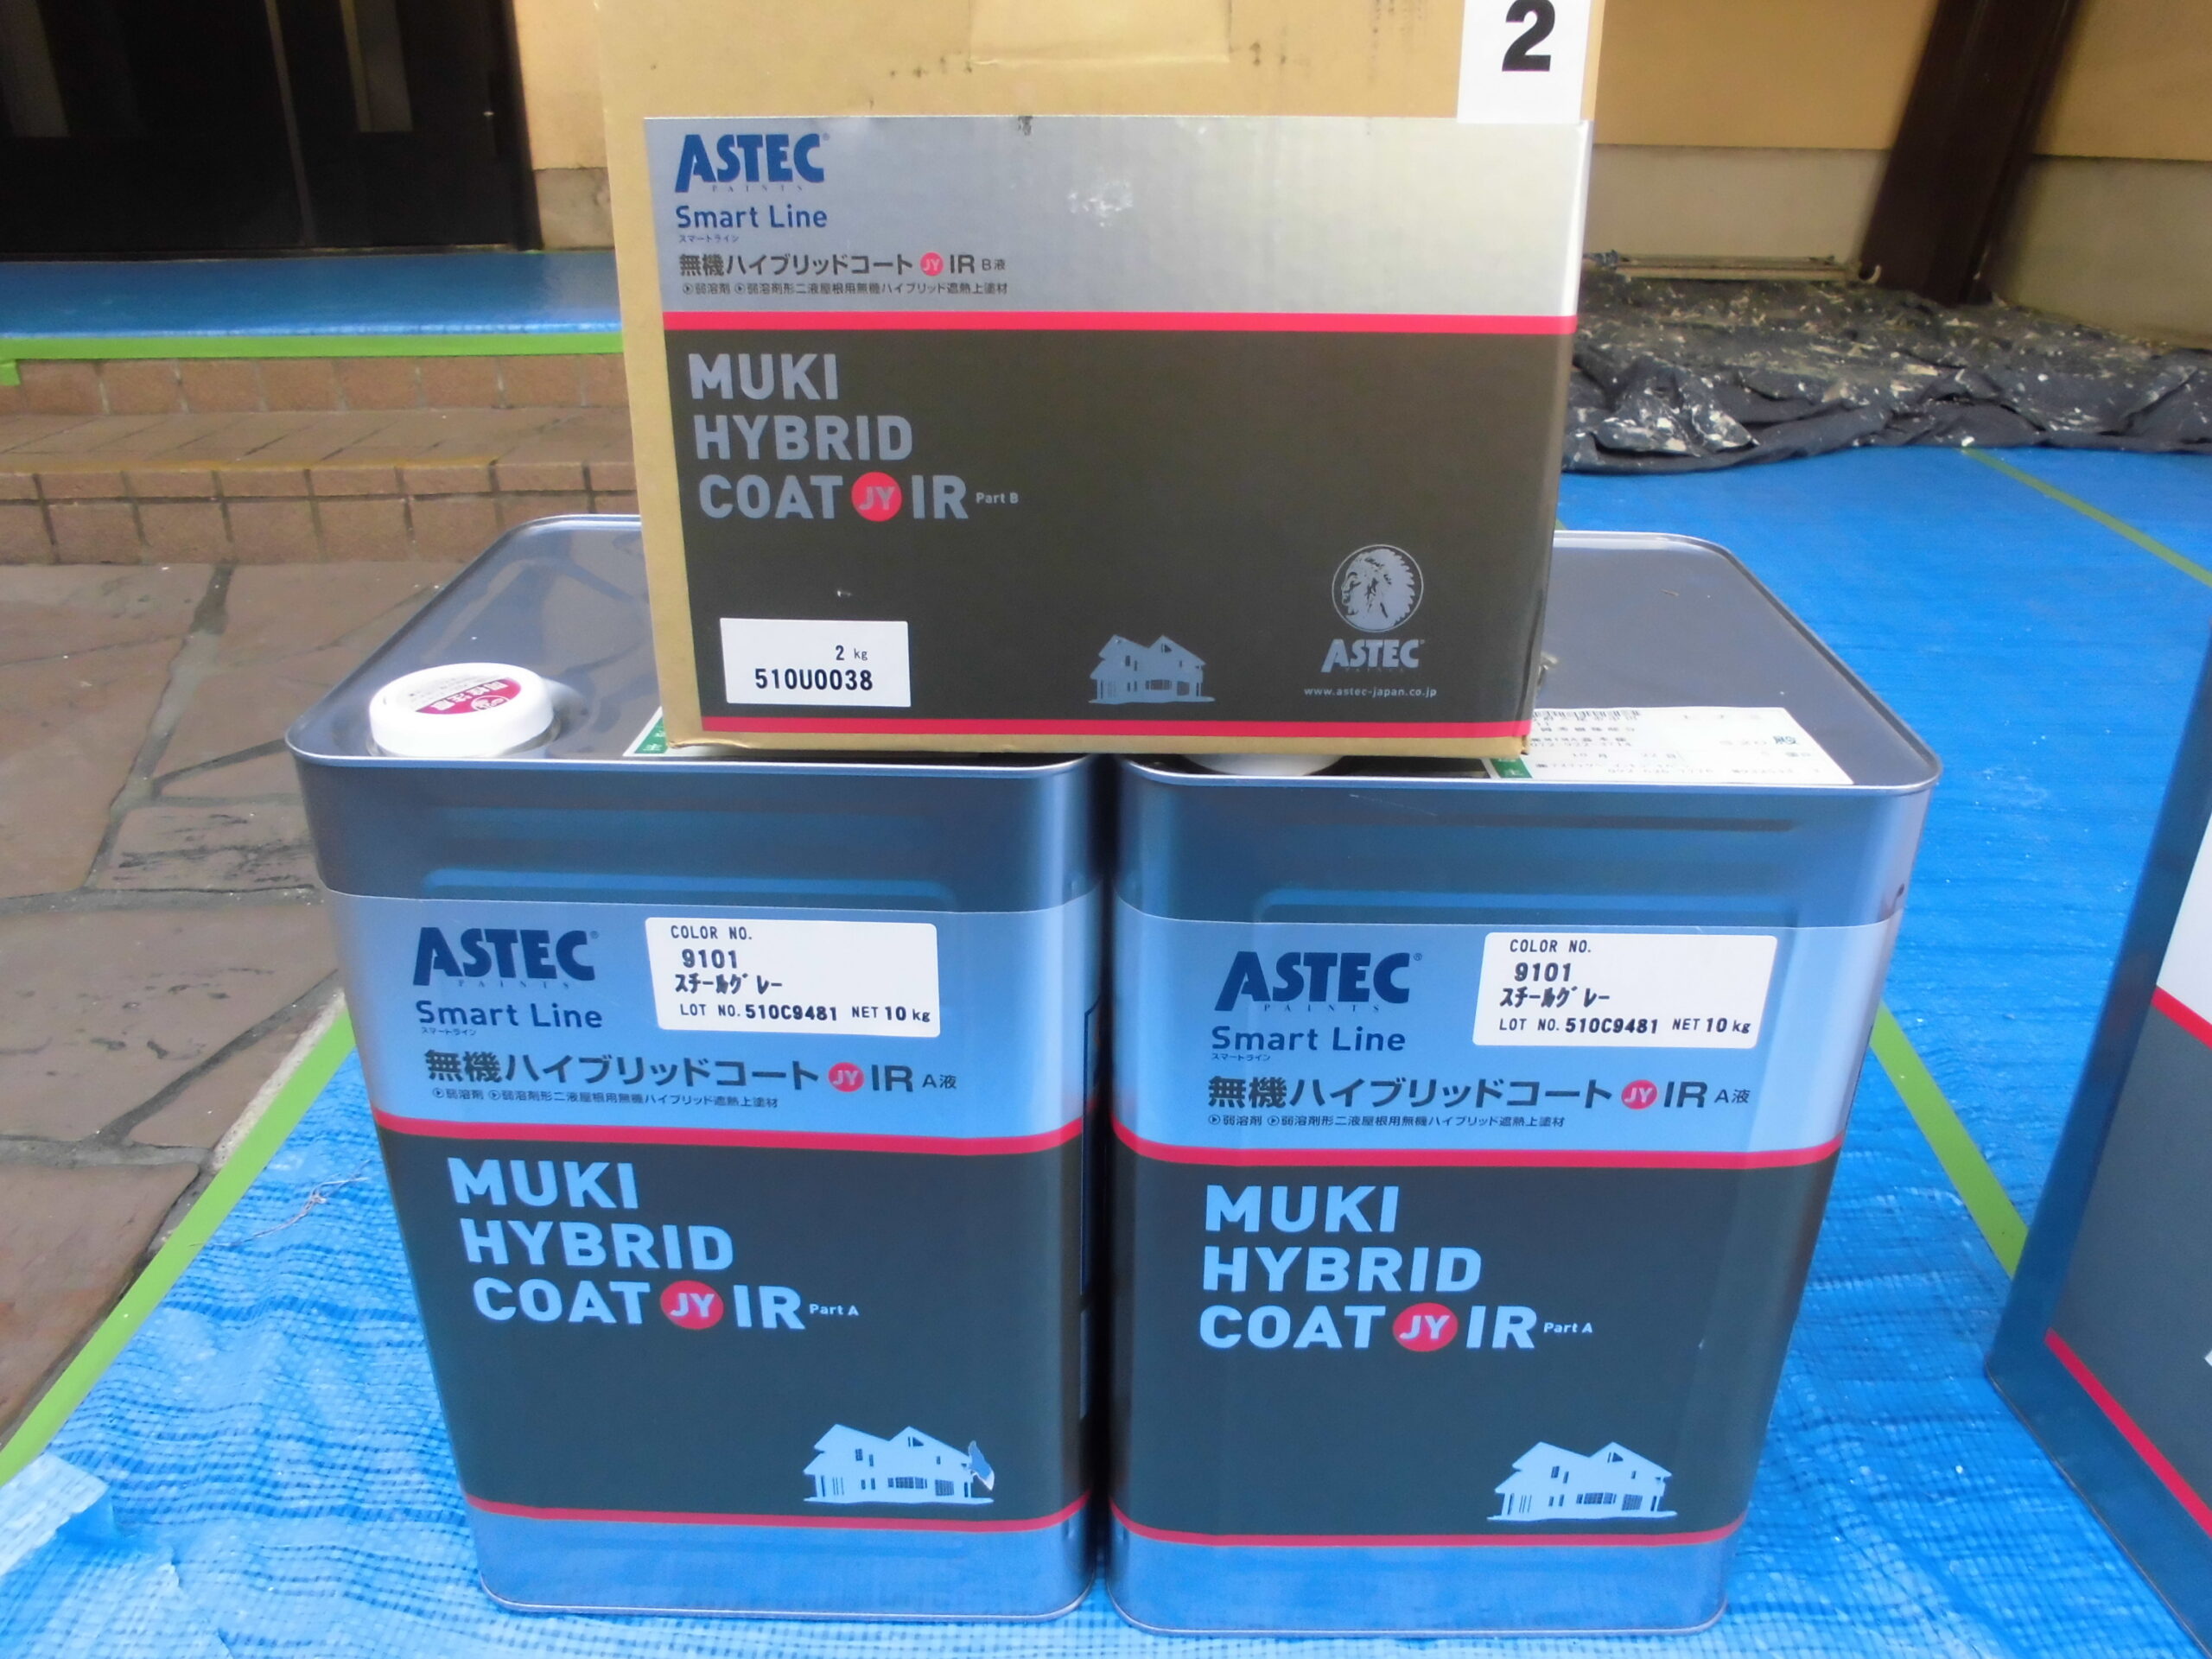 2
ASTEC
PAINTS
Smart Line
スマートライン
無機ハイブリッドコート JY IR B液
弱溶剤 弱溶剤形二液屋根用無機ハイブリッド遮熱上塗材
MUKI
HYBRID
COAT JY IR Part B
2 kg
510U0038
ASTEC
PAINTS
www.astec-japan.co.jp
ASTEC
PAINTS
Smart Line
スマートライン
COLOR NO.
9101
スチールグレー
LOT NO. 510C9481 NET 10 kg
無機ハイブリッドコート JY IR A液
弱溶剤 弱溶剤形二液屋根用無機ハイブリッド遮熱上塗材
MUKI
HYBRID
COAT JY IR Part A
ASTEC
PAINTS
Smart Line
スマートライン
COLOR NO.
9101
スチールグレー
LOT NO. 510C9481 NET 10 kg
無機ハイブリッドコート JY IR A液
弱溶剤 弱溶剤形二液屋根用無機ハイブリッド遮熱上塗材
MUKI
HYBRID
COAT JY IR Part A